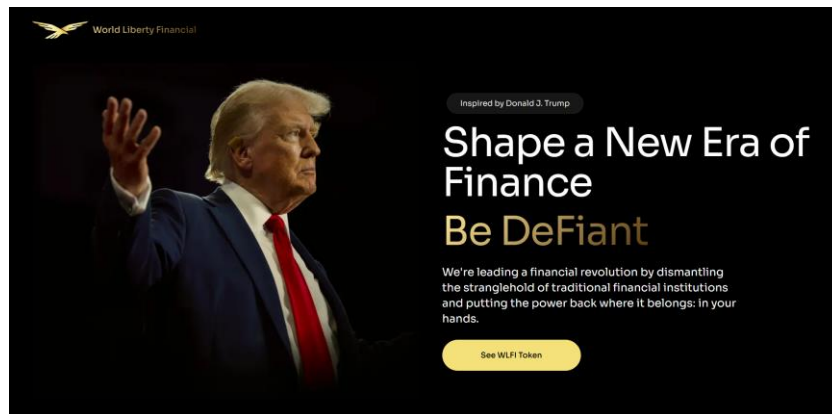 World Liberty Financial
Inspired by Donald J. Trump
Shape a New Era of
Finance
Be DeFiant
We're leading a financial revolution by dismantling
the stranglehold of traditional financial institutions
and putting the power back where it belongs: in your
hands.
See WLFI Token